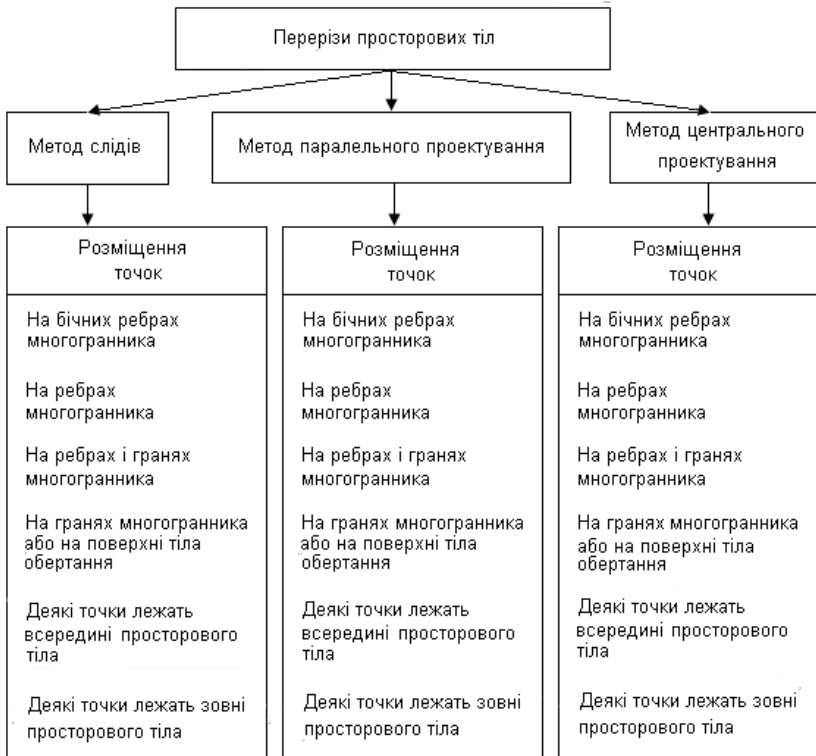 Перерізи просторових тіл
Метод слідів
Метод паралельного проектування
Метод центрального
проектування
Розміщення
точок
На бічних ребрах
многогранника
На ребрах
многогранника
На ребрах і гранях
многогранника
На гранях многогранника
або на поверхні тіла
обертання
Деякі точки лежать
всередині просторового
тіла
Деякі точки лежать зовні
просторового тіла
Розміщення
точок
На бічних ребрах
многогранника
На ребрах
многогранника
На ребрах і гранях
многогранника
На гранях многогранника
або на поверхні тіла
обертання
Деякі точки лежать
всередині просторового
тіла
Деякі точки лежать зовні
просторового тіла
Розміщення
точок
На бічних ребрах
многогранника
На ребрах
многогранника
На ребрах і гранях
многогранника
На гранях многогранника
або на поверхні тіла
обертання
Деякі точки лежать
всередині просторового
тіла
Деякі точки лежать зовні
просторового тіла